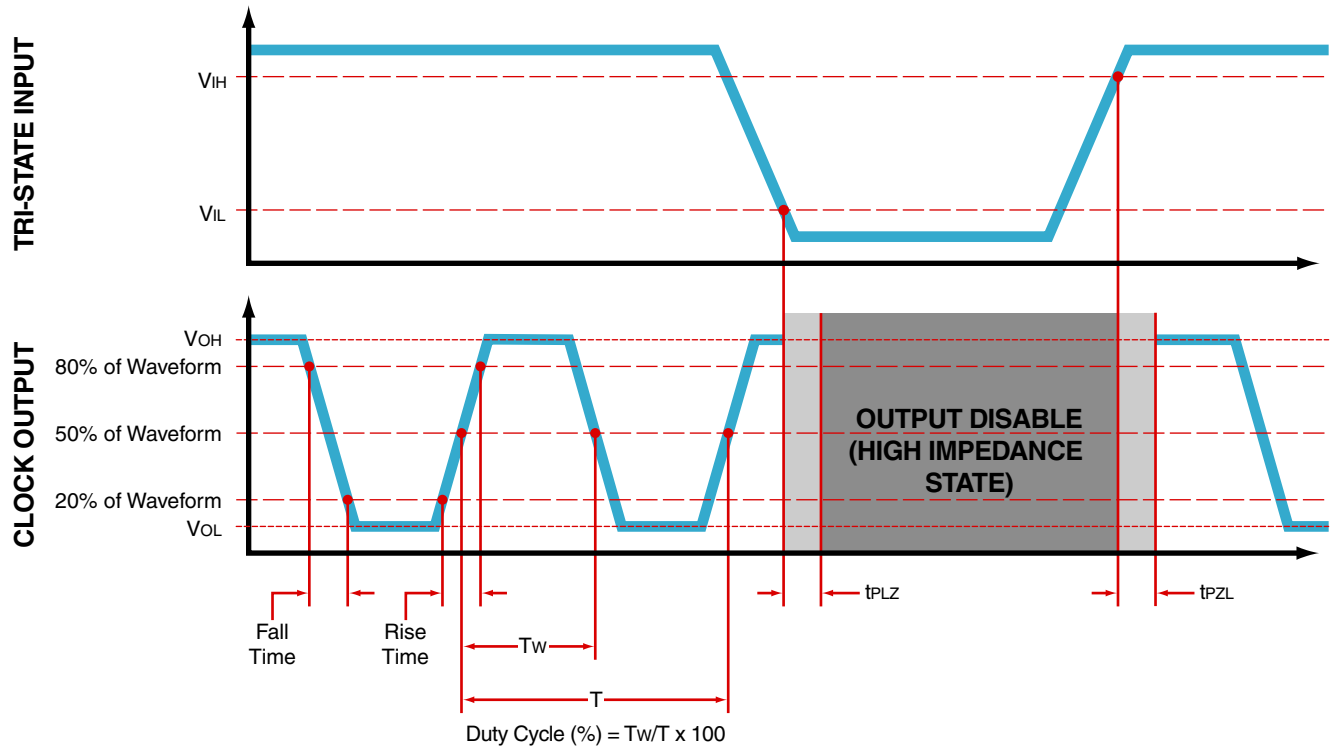 TRI-STATE INPUT
VIH
VIL
CLOCK OUTPUT
VOH
80% of Waveform
50% of Waveform
20% of Waveform
VOL
OUTPUT DISABLE
(HIGH IMPEDANCE
STATE)
tPLZ
tPZL
Fall
Time
Rise
Time
TW
T
Duty Cycle (%) = TW/T x 100